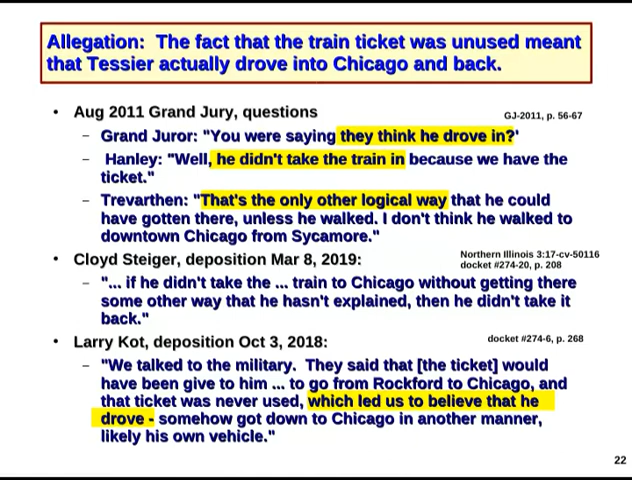 Allegation: The fact that the train ticket was unused meant
that Tessier actually drove into Chicago and back.
• Aug 2011 Grand Jury, questions
GJ-2011, p. 56-67
– Grand Juror: "You were saying they think he drove in?'
– Hanley: "Well, he didn't take the train in because we have the
ticket."
– Trevarthen: "That's the only other logical way that he could
have gotten there, unless he walked. I don't think he walked to
downtown Chicago from Sycamore."
• Cloyd Steiger, deposition Mar 8, 2019:
Northern Illinois 3:17-cv-50116
docket #274-20, p. 208
– "... if he didn't take the ... train to Chicago without getting there
some other way that he hasn't explained, then he didn't take it
back."
• Larry Kot, deposition Oct 3, 2018:
docket #274-6, p. 268
– "We talked to the military. They said that [the ticket] would
have been give to him ... to go from Rockford to Chicago, and
that ticket was never used, which led us to believe that he
drove - somehow got down to Chicago in another manner,
likely his own vehicle."
22